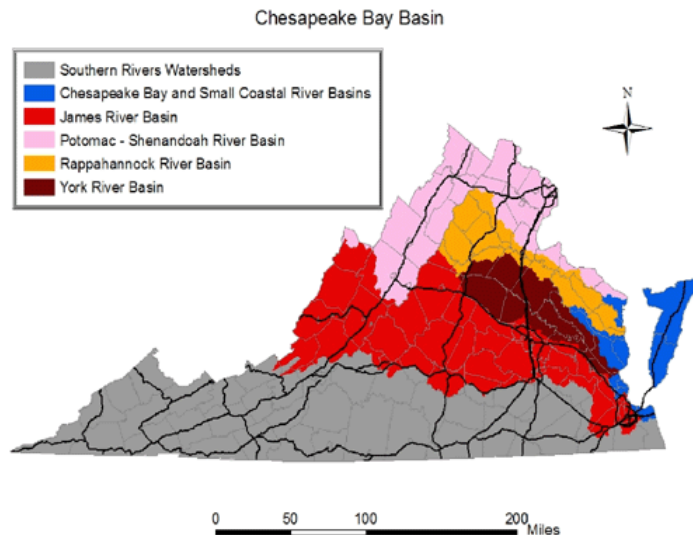 Chesapeake Bay Basin
Southern Rivers Watersheds
Chesapeake Bay and Small Coastal River Basins
James River Basin
Potomac - Shenandoah River Basin
Rappahannock River Basin
York River Basin
N
0 50 100 200
Miles